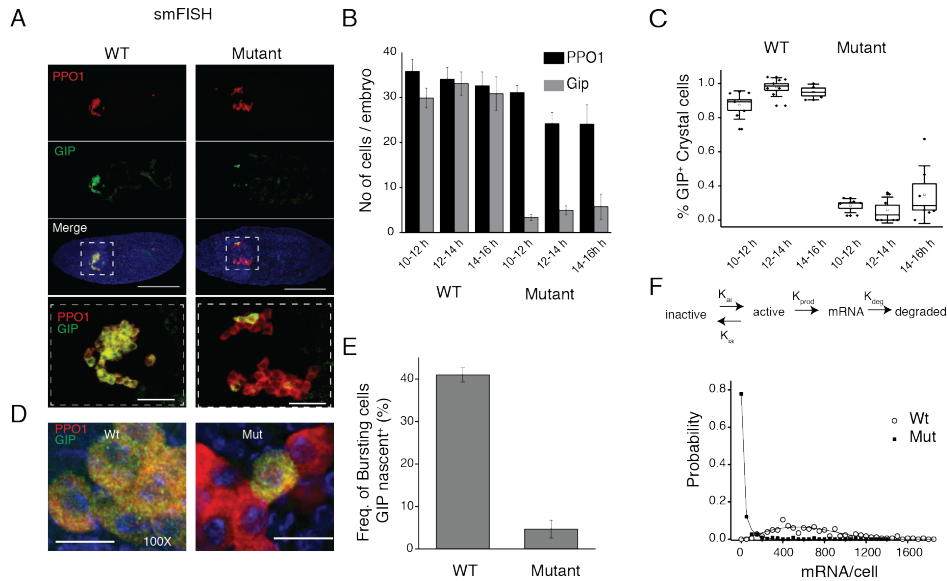 A
smFISH
WT
Mutant
PPO1
GIP
Merge
PPO1
GIP
B
No of cells / embryo
40
30
20
10
0
PPO1
Gip
10-12 h
12-14 h
14-16 h
10-12 h
12-14 h
14-16h h
WT
Mutant
C
WT
Mutant
% GIP+ Crystal cells
1.0
0.6
0.4
0.2
0.0
10-12 h
12-14 h
14-16 h
10-12 h
12-14 h
14-16h h
D
PPO1
GIP
Wt
100X
Mut
E
Freq. of Bursting cells
GIP nascent+ (%)
40
30
20
10
0
WT
Mutant
F
inactive
Kai
Kia
active
Kprod
mRNA
Kdeg
degraded
Probability
0.8
0.6
0.4
0.2
0.0
Wt
Mut
0
400
800
1200
1600
mRNA/cell